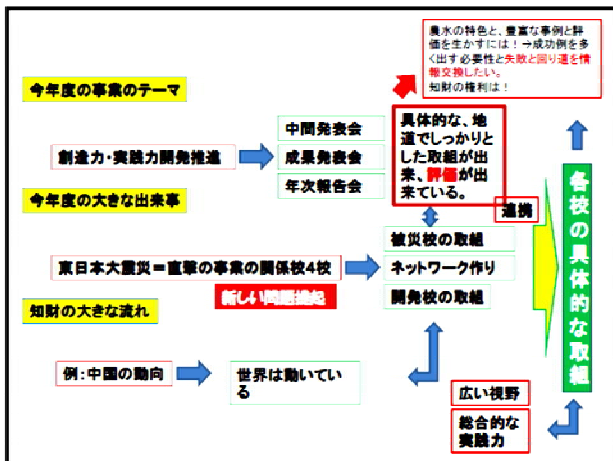 農水の特色と、豊富な事例と評
価を生かすには！→成功例を多
く出す必要性と失敗と回り道を情
報交換したい。
知財の権利は！
今年度の事業のテーマ
創造力・実践力開発推進
中間発表会
成果発表会
年次報告会
具体的な、地
道でしっかりと
した取組が出
来、評価が出
来ている。
連携
今年度の大きな出来事
東日本大震災＝直撃の事業の関係校4校
新しい問題提起
被災校の取組
ネットワーク作り
開発校の取組
知財の大きな流れ
例：中国の動向
世界は動いてい
る
広い視野
総合的な
実践力
各校の具体的な取組